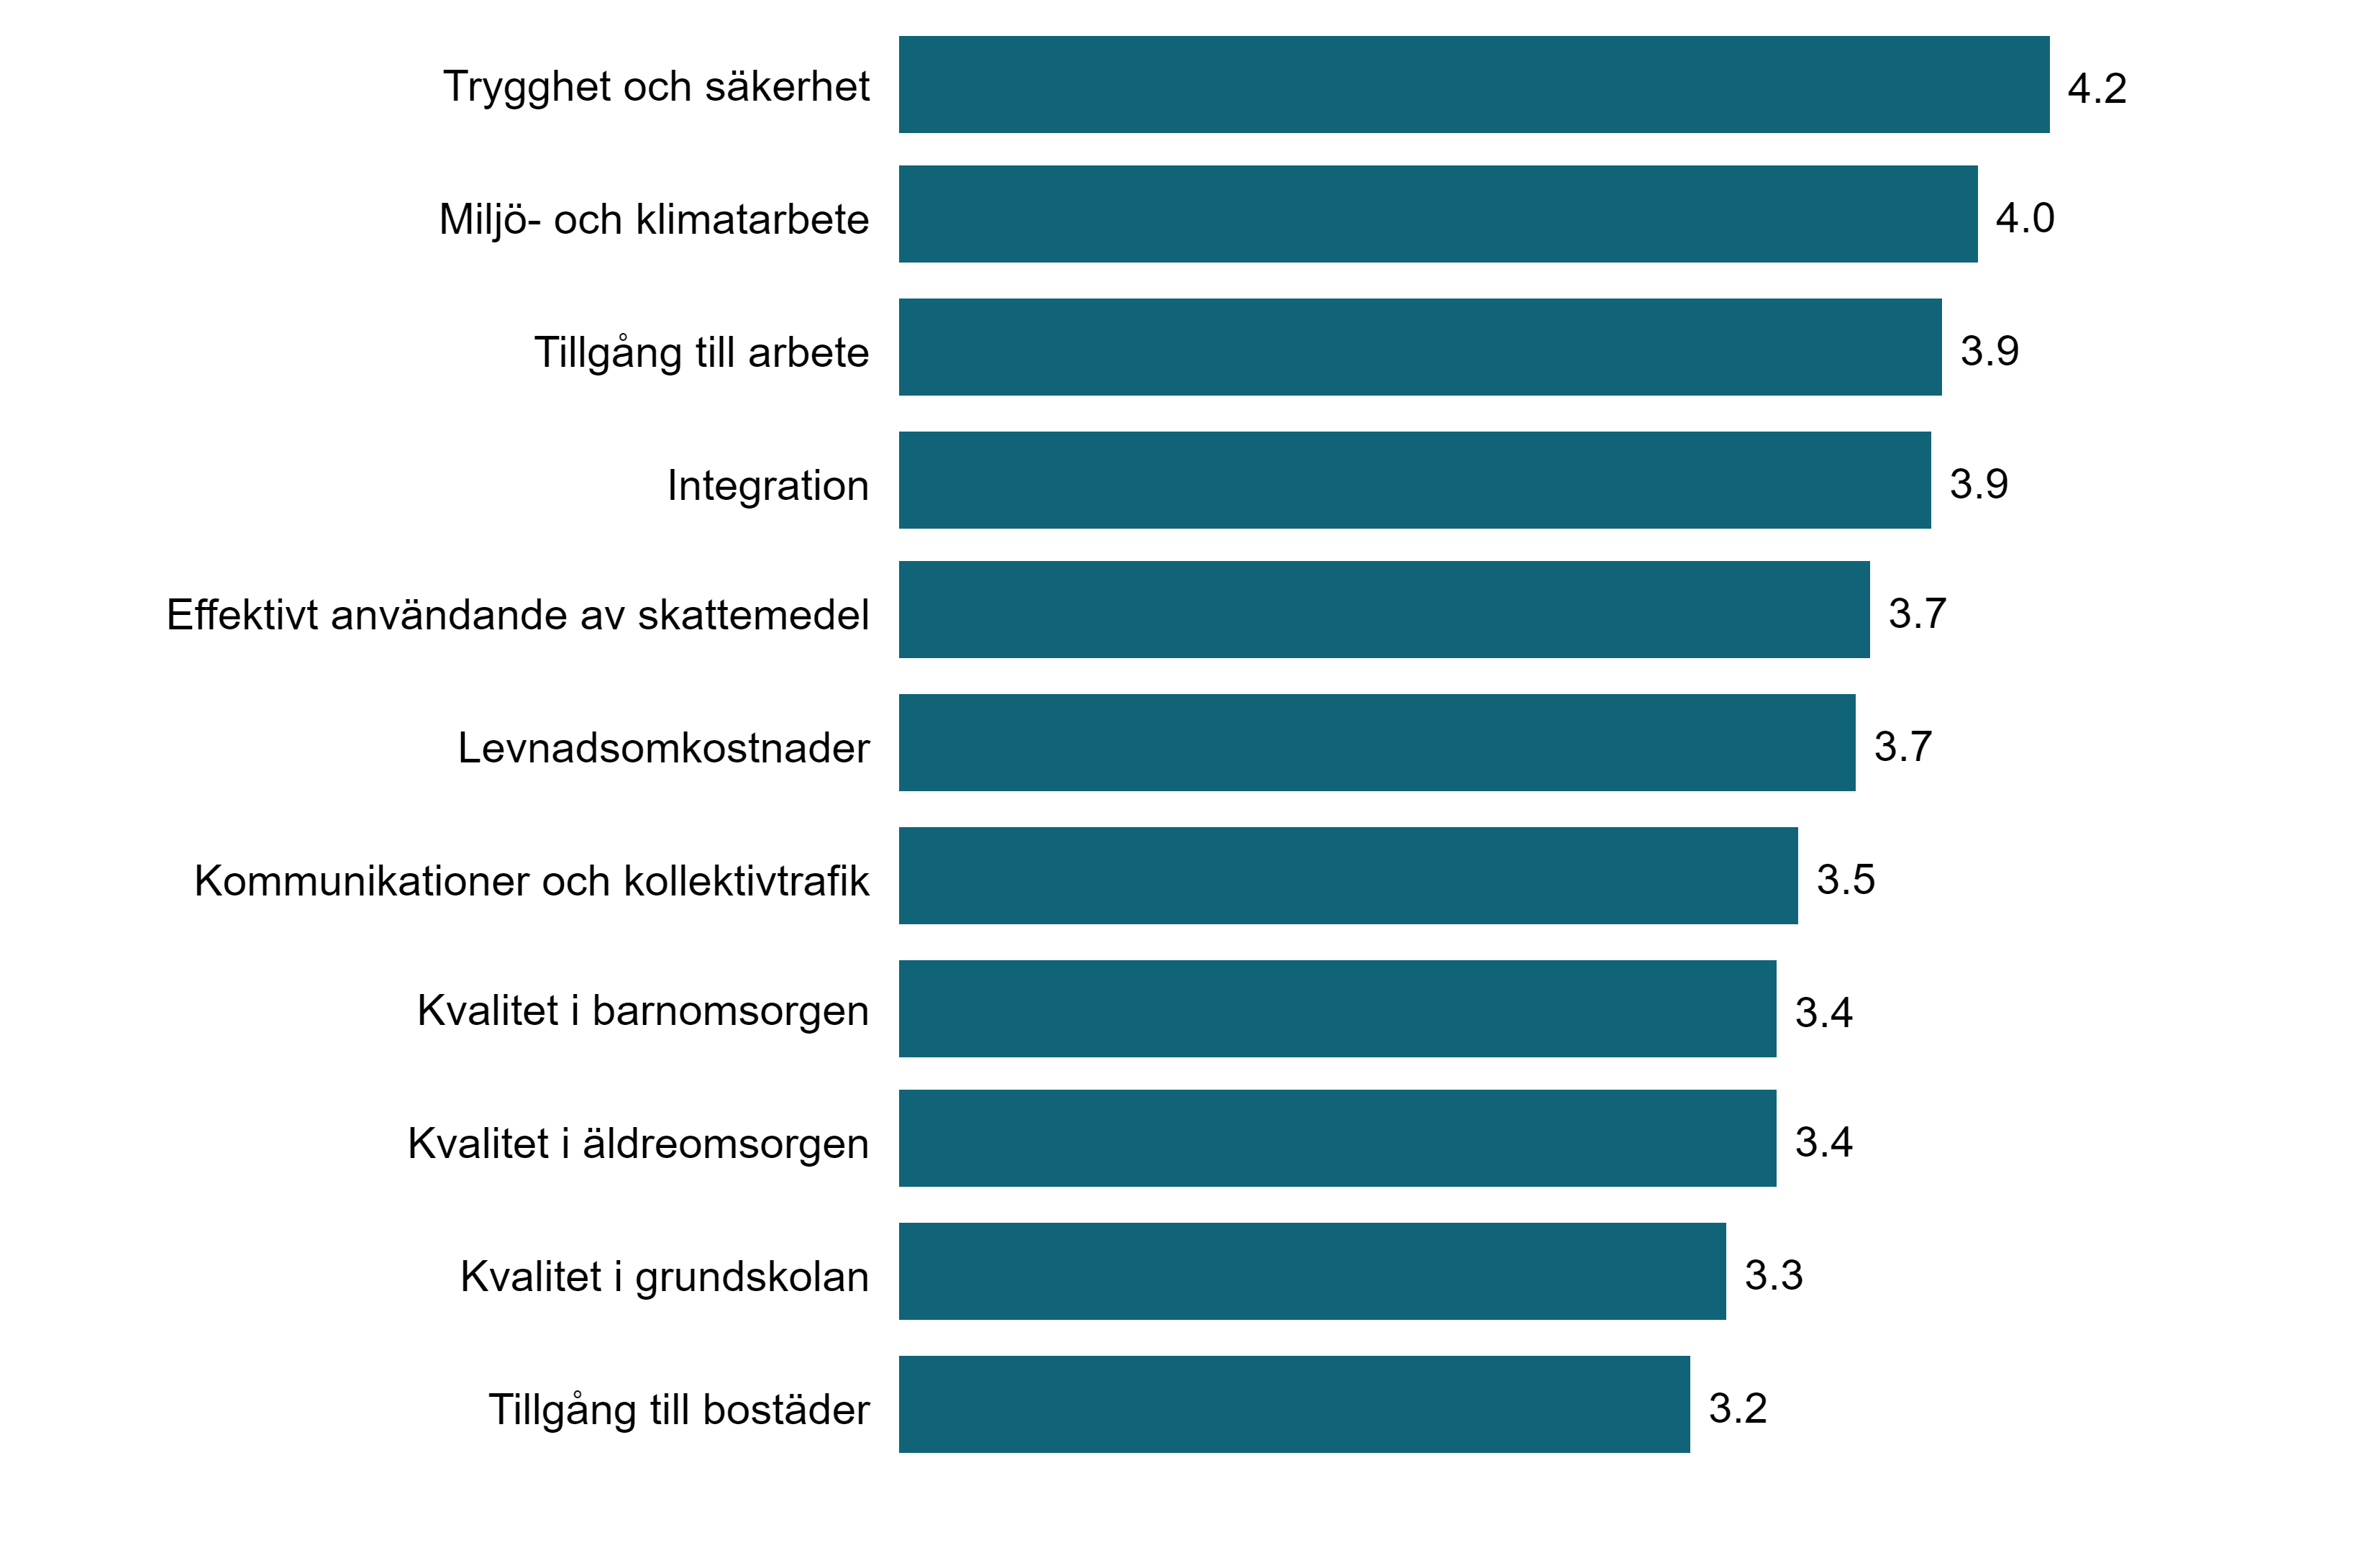 Trygghet och säkerhet 4.2
Miljö- och klimatarbete 4.0
Tillgång till arbete 3.9
Integration 3.9
Effektivt användande av skattemedel 3.7
Levnadsomkostnader 3.7
Kommunikationer och kollektivtrafik 3.5
Kvalitet i barnomsorgen 3.4
Kvalitet i äldreomsorgen 3.4
Kvalitet i grundskolan 3.3
Tillgång till bostäder 3.2